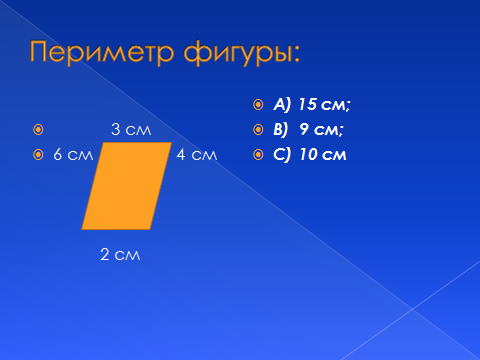 Периметр фигуры:
3 см
6 см 4 см
2 см
А) 15 см;
В) 9 см;
С) 10 см